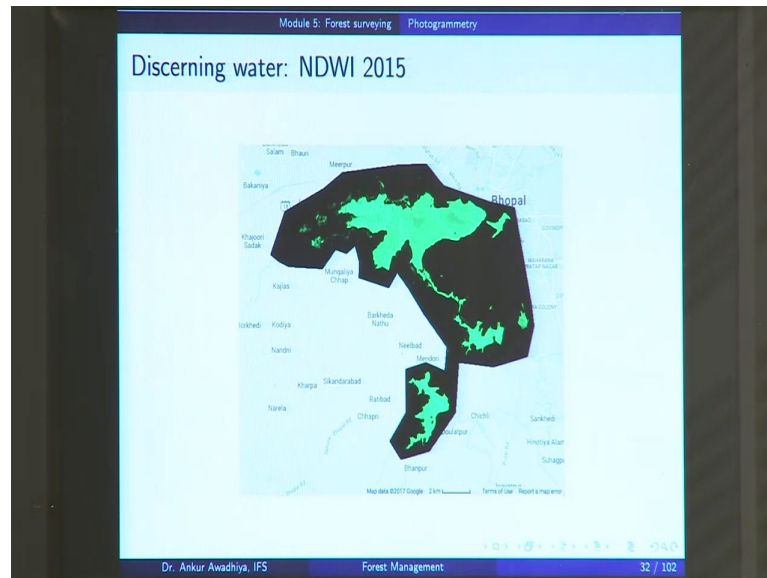 Module 5: Forest surveying Photogrammetry
Discerning water: NDWI 2015
Salam Bhauri
Meerpur
Bakaniya
Bhopal
Khajoori
Sadak
Mungaliya
Chhap
Kajlas
Barkheda
Nathu
Kodiya
Neelbad
Nandni
Mendori
Sikandarabad
Kharpa
Ratibad
Narela
Chhapri
Chichli
Sankhedi
Hindriya Alam
Bhanpur
Map data ©2017 Google 2 km Terms of Use Report a map error
Dr. Ankur Awadhiya, IFS Forest Management 32 / 102